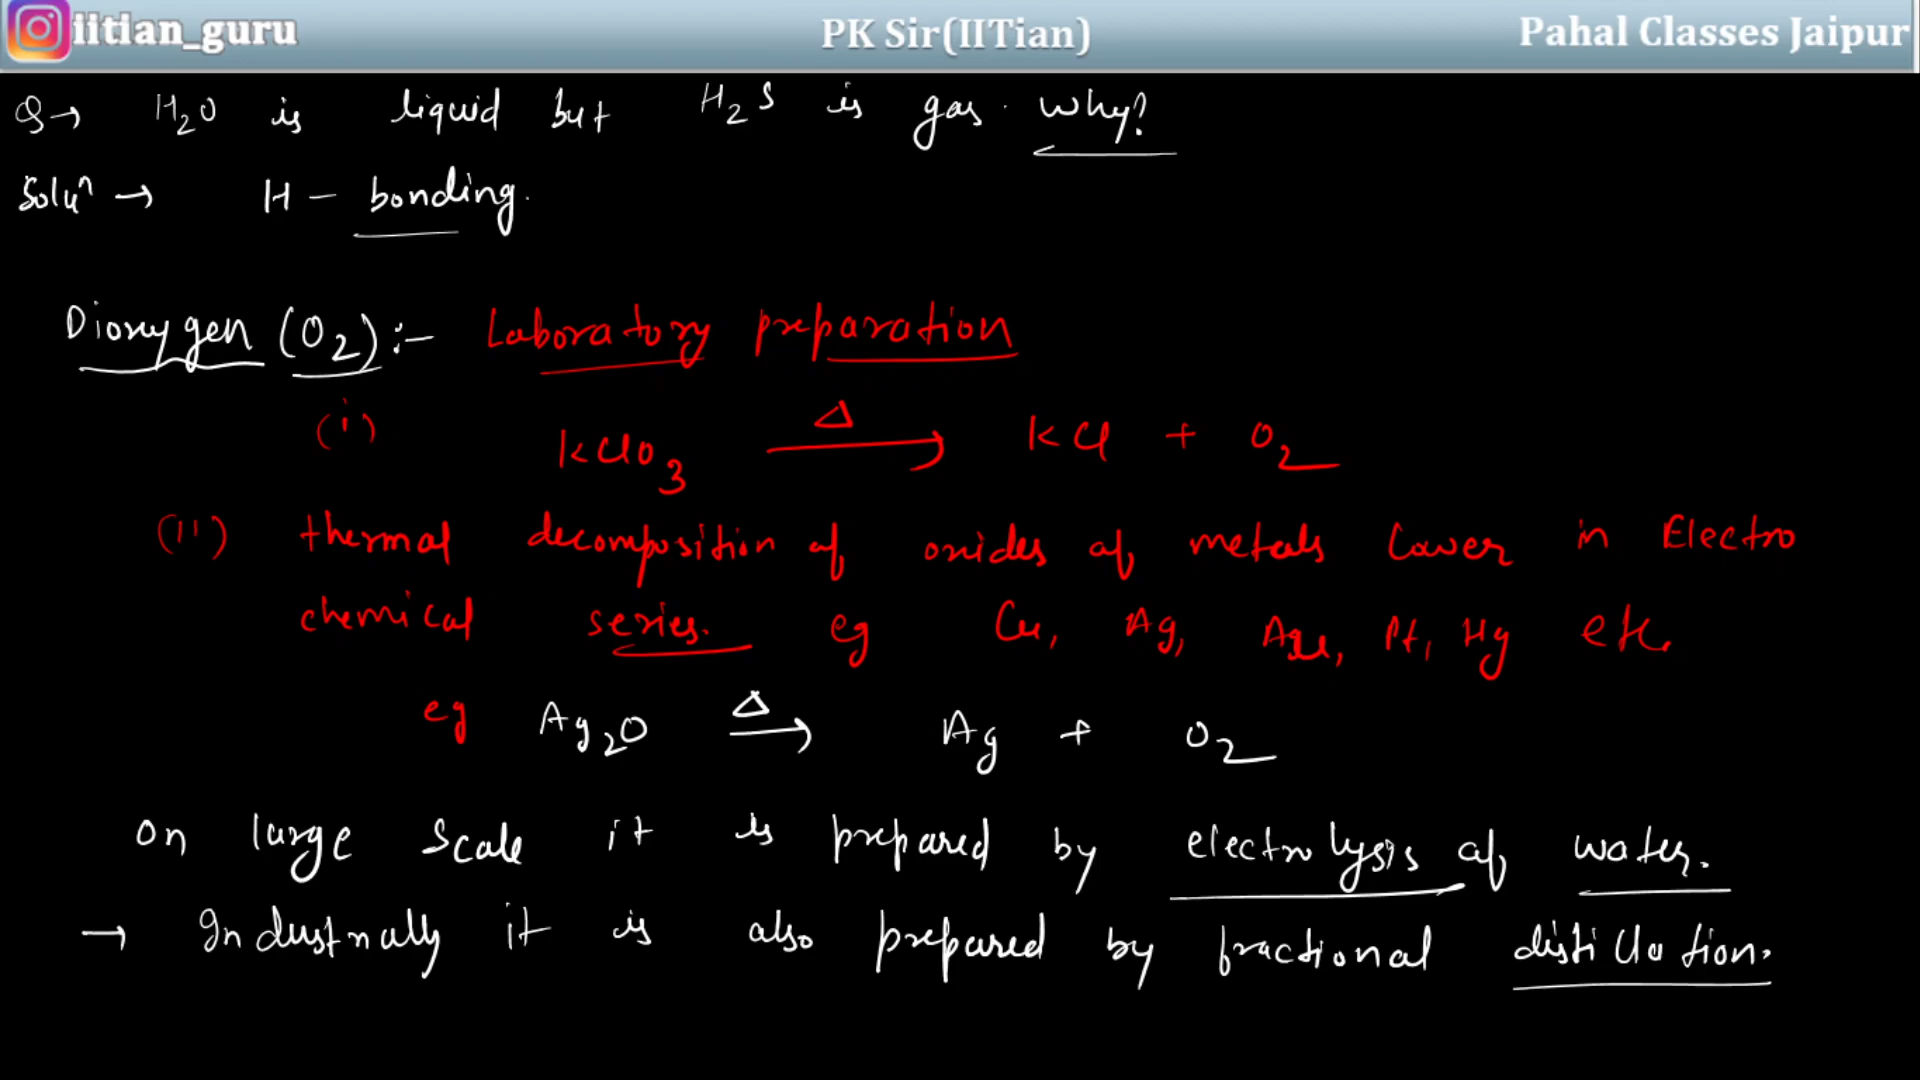 iitian_guru PK Sir(IITian) Pahal Classes Jaipur
Q→ H2O is liquid but H2S is gas. Why?
Soluⁿ → H - bonding.
Dioxygen (O2):- Laboratory preparation
(i) KClO3 Δ→ KCl + O2
(ii) thermal decomposition of oxides of metals lower in Electro
chemical series. eg Cu, Ag, Au, Pt, Hg etc.
eg Ag2O Δ→ Ag + O2
On large scale it is prepared by electrolysis of water.
→ Industrially it is also prepared by fractional distillation.